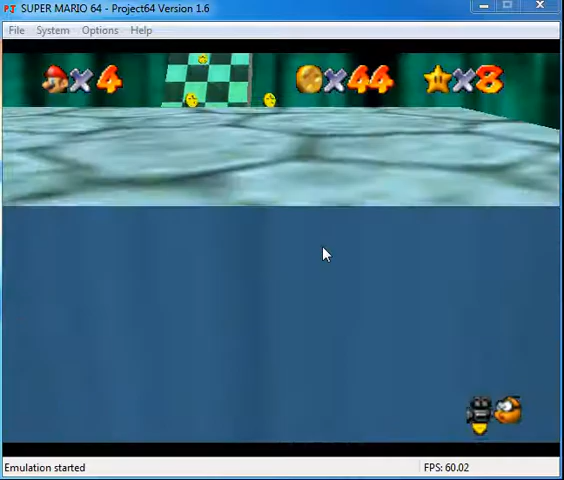 SUPER MARIO 64 - Project64 Version 1.6
File System Options Help
×4 ×44 ×8
Emulation started FPS: 60.02